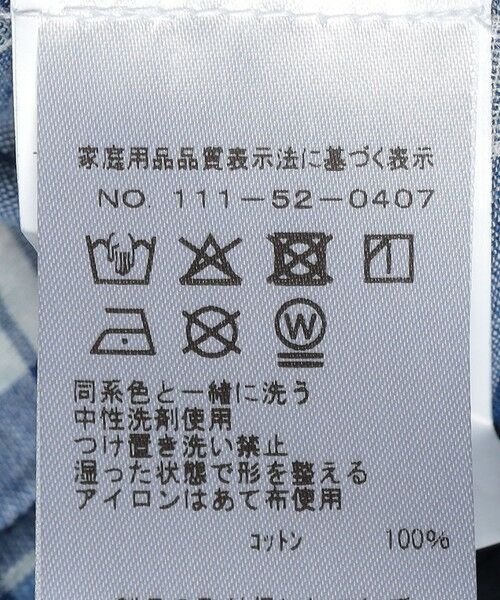 家庭用品品質表示法に基づく表示
NO. 111-52-0407
W
同系色と一緒に洗う
中性洗剤使用
つけ置き洗い禁止
湿った状態で形を整える
アイロンはあて布使用
コットン 100%